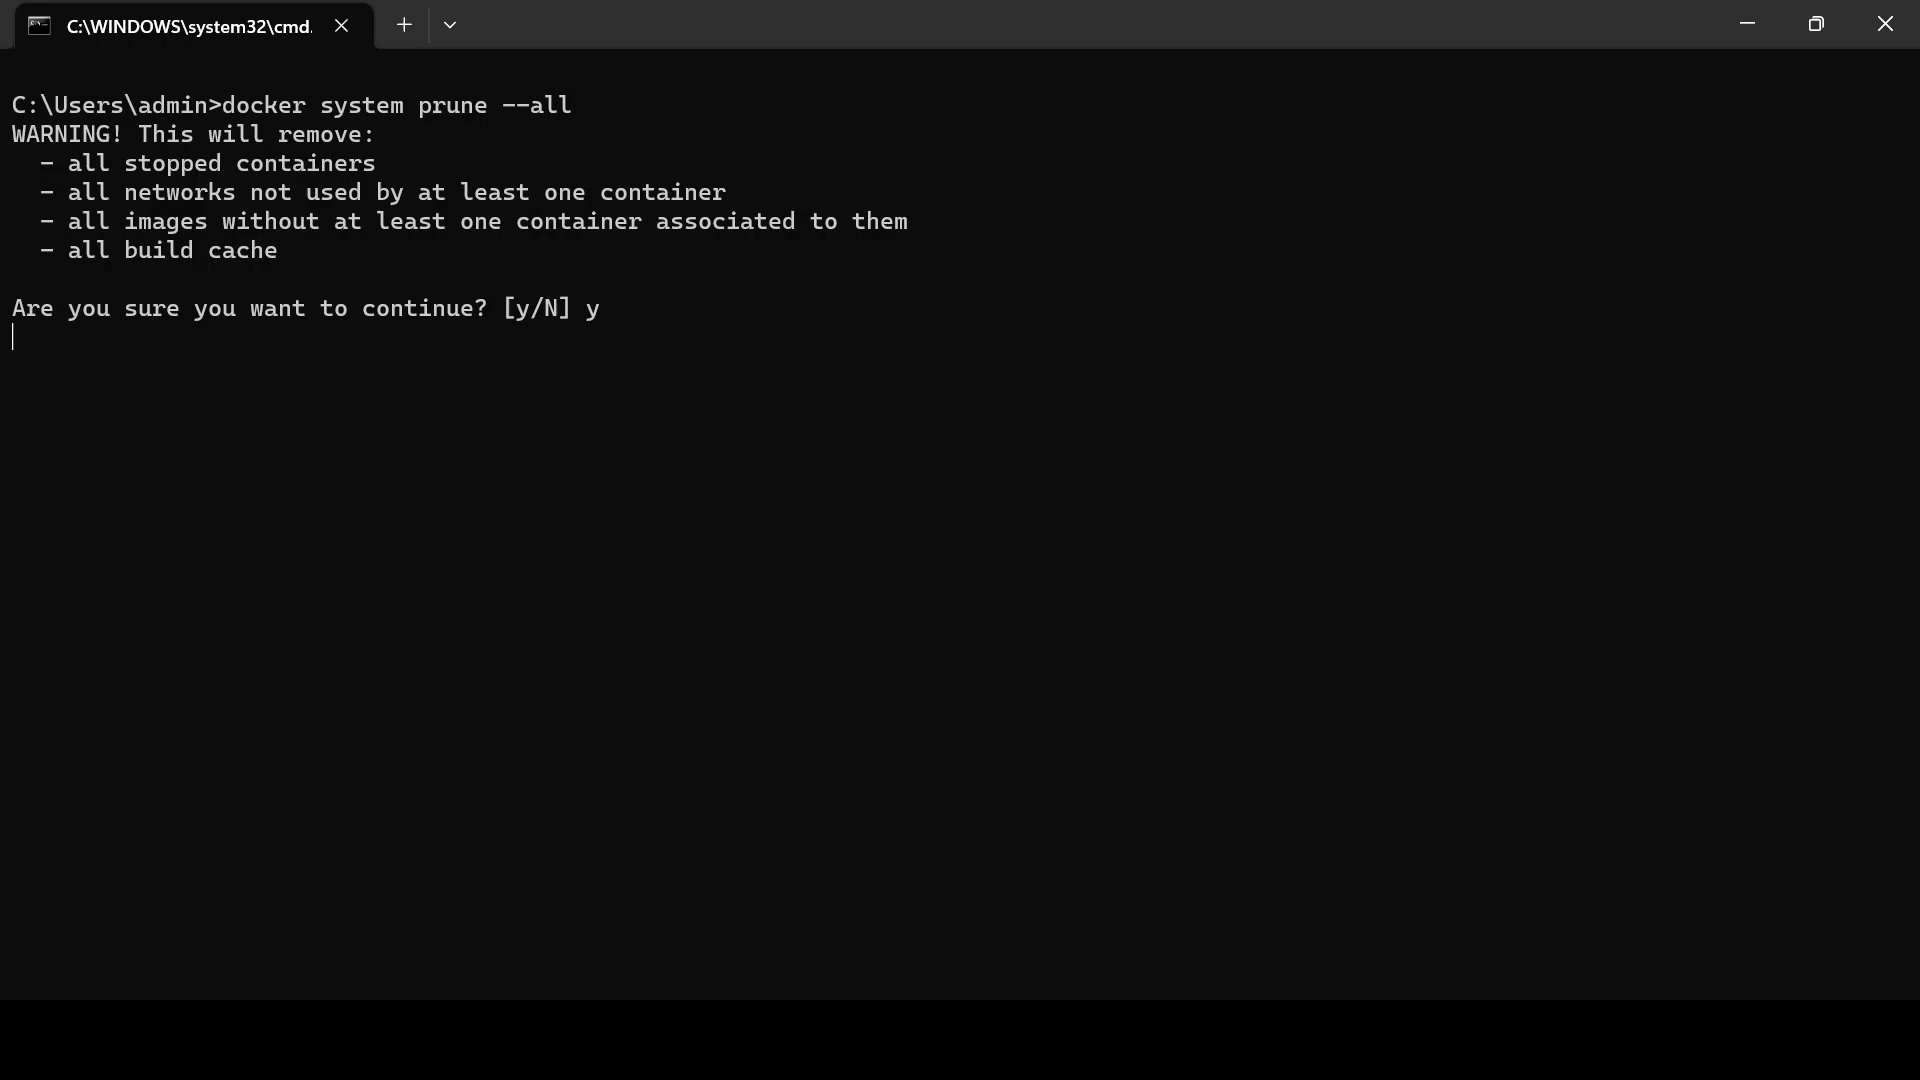 C:\WINDOWS\system32\cmd.
C:\Users\admin>docker system prune --all
WARNING! This will remove:
  - all stopped containers
  - all networks not used by at least one container
  - all images without at least one container associated to them
  - all build cache
Are you sure you want to continue? [y/N] y